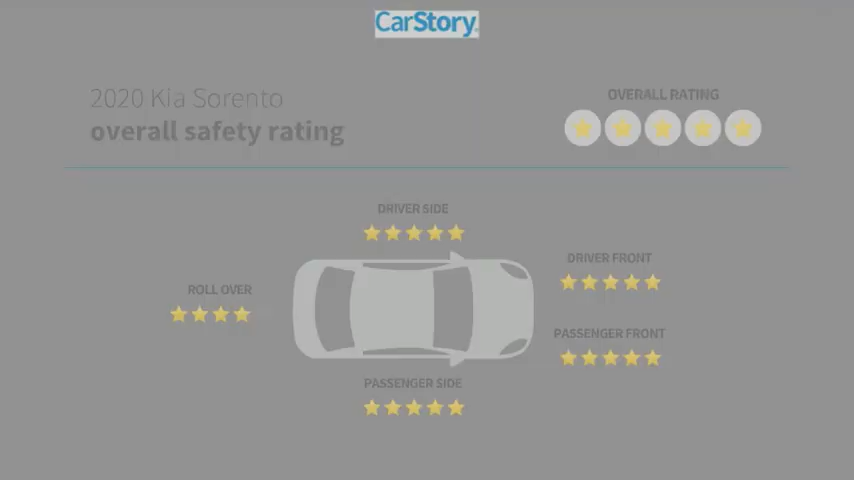 CarStory
2020 Kia Sorento
overall safety rating
OVERALL RATING
DRIVER SIDE
DRIVER FRONT
ROLL OVER
PASSENGER FRONT
PASSENGER SIDE